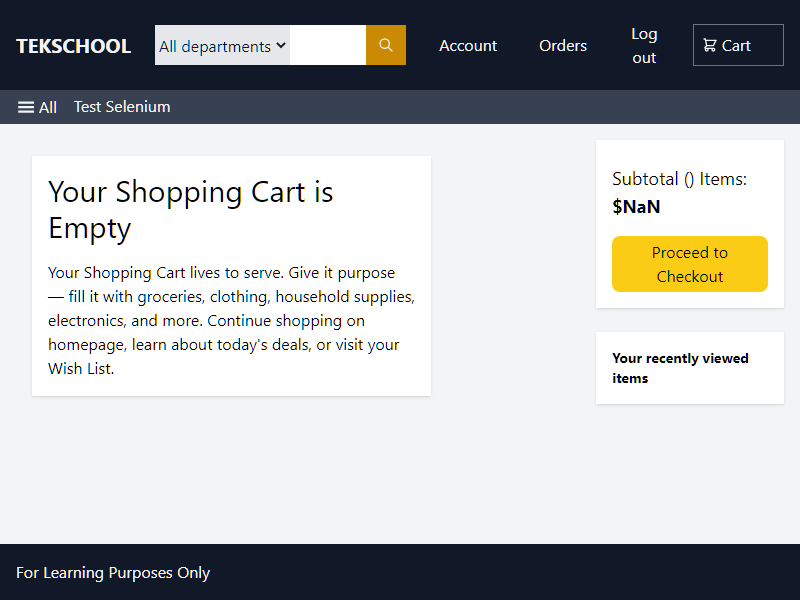 TEKSCHOOL
All departments
Account
Orders
Log
out
Cart
All
Test Selenium
Your Shopping Cart is
Empty
Your Shopping Cart lives to serve. Give it purpose
— fill it with groceries, clothing, household supplies,
electronics, and more. Continue shopping on
homepage, learn about today's deals, or visit your
Wish List.
Subtotal () Items:
$NaN
Proceed to
Checkout
Your recently viewed
items
For Learning Purposes Only